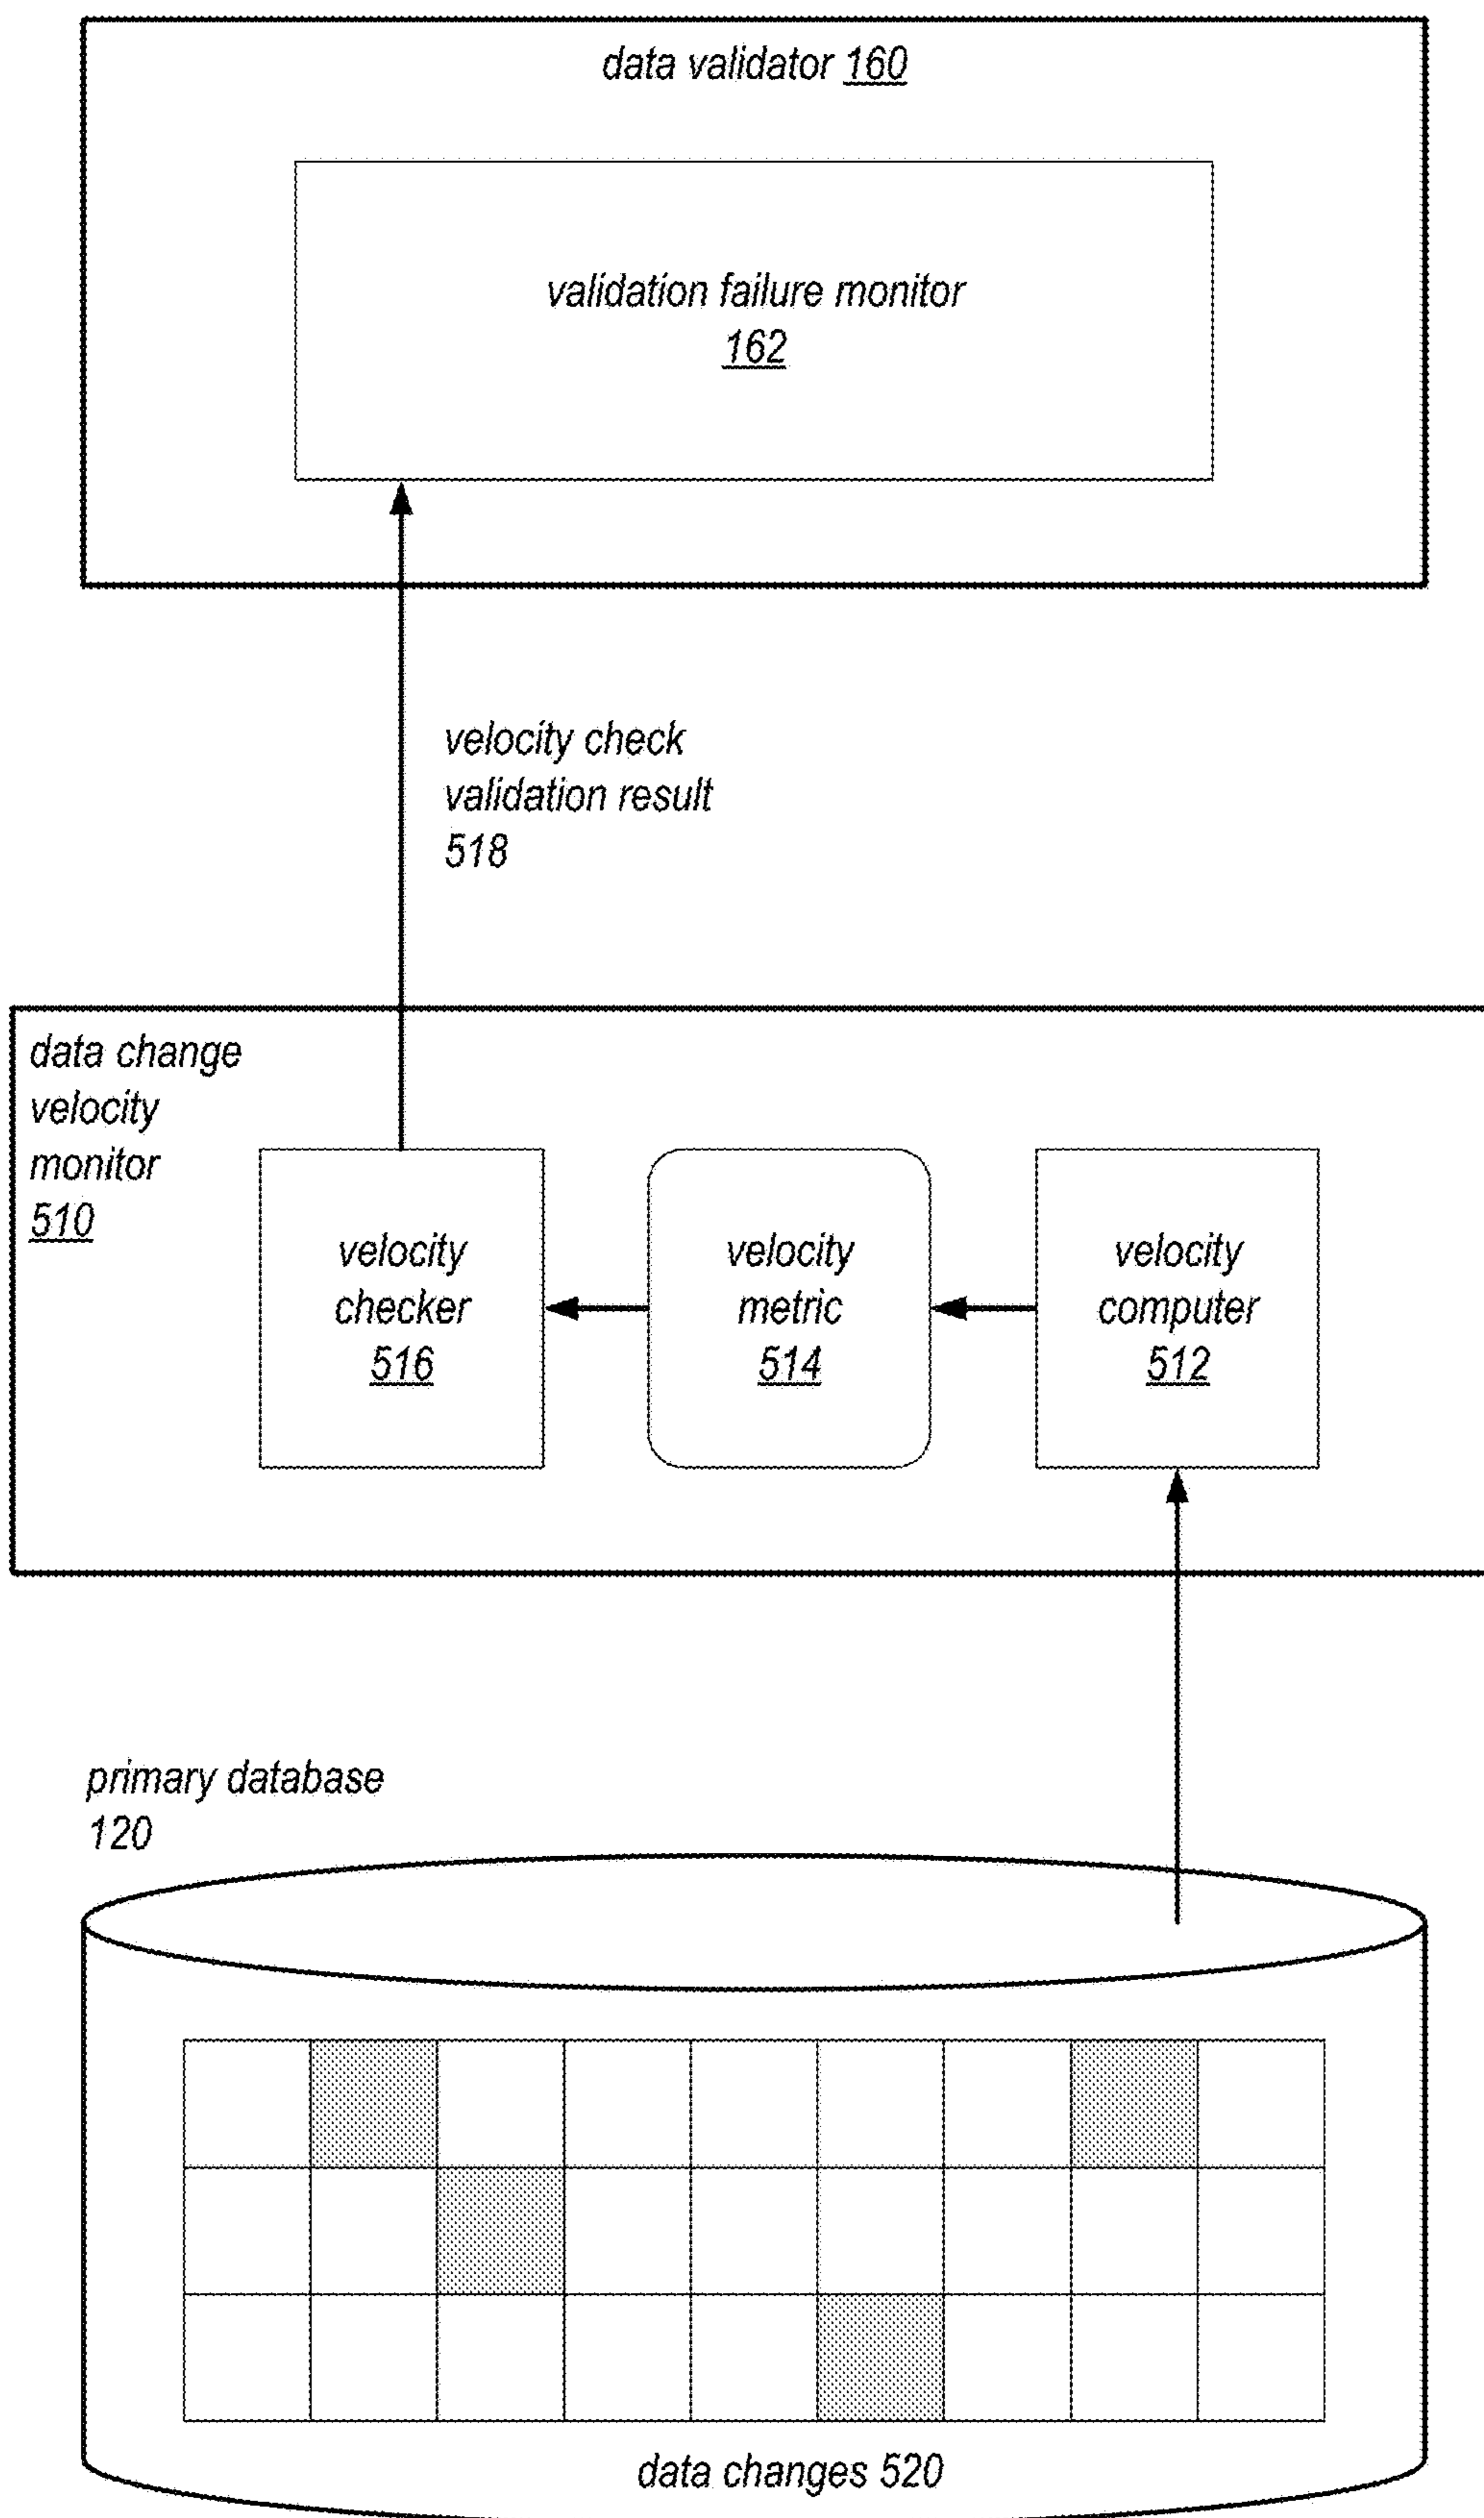 data validator 160
validation failure monitor
162
velocity check
validation result
518
data change
velocity
monitor
510
velocity
checker
516
velocity
metric
514
velocity
computer
512
primary database
120
data changes 520